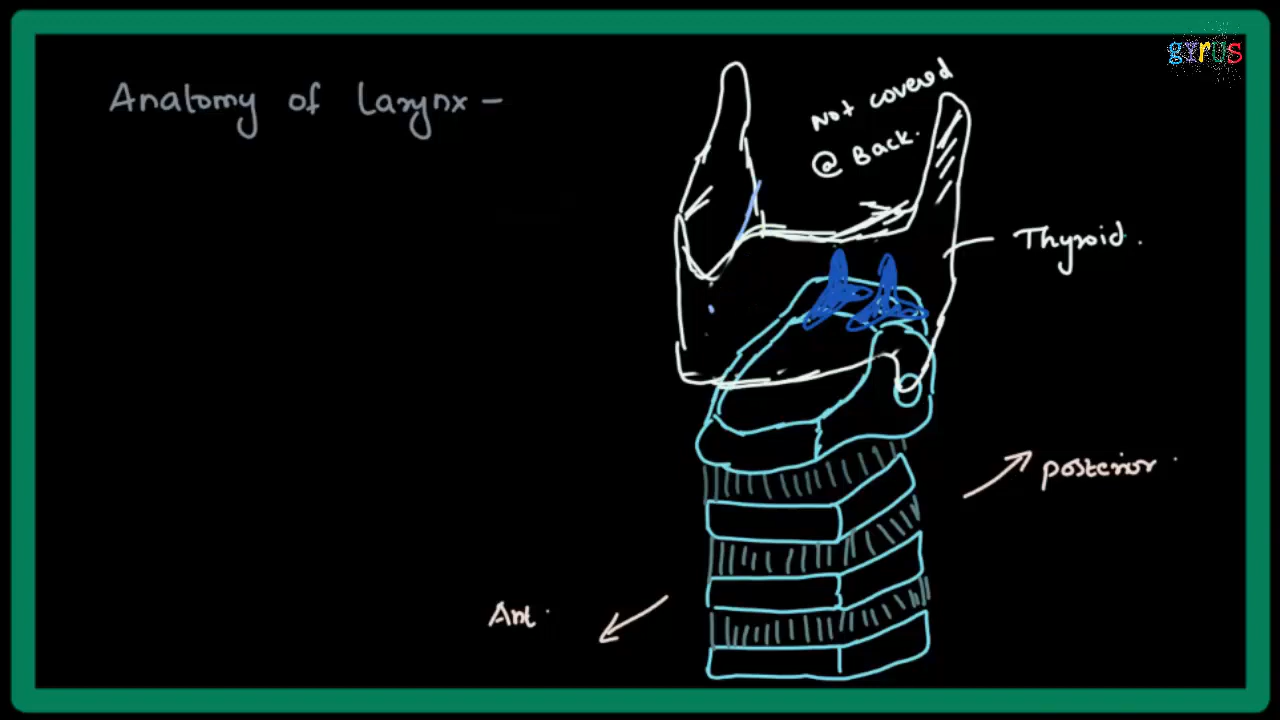 gyrus
Anatomy of Larynx -
Not covered
@ Back.
Thyroid.
posterior
Ant.